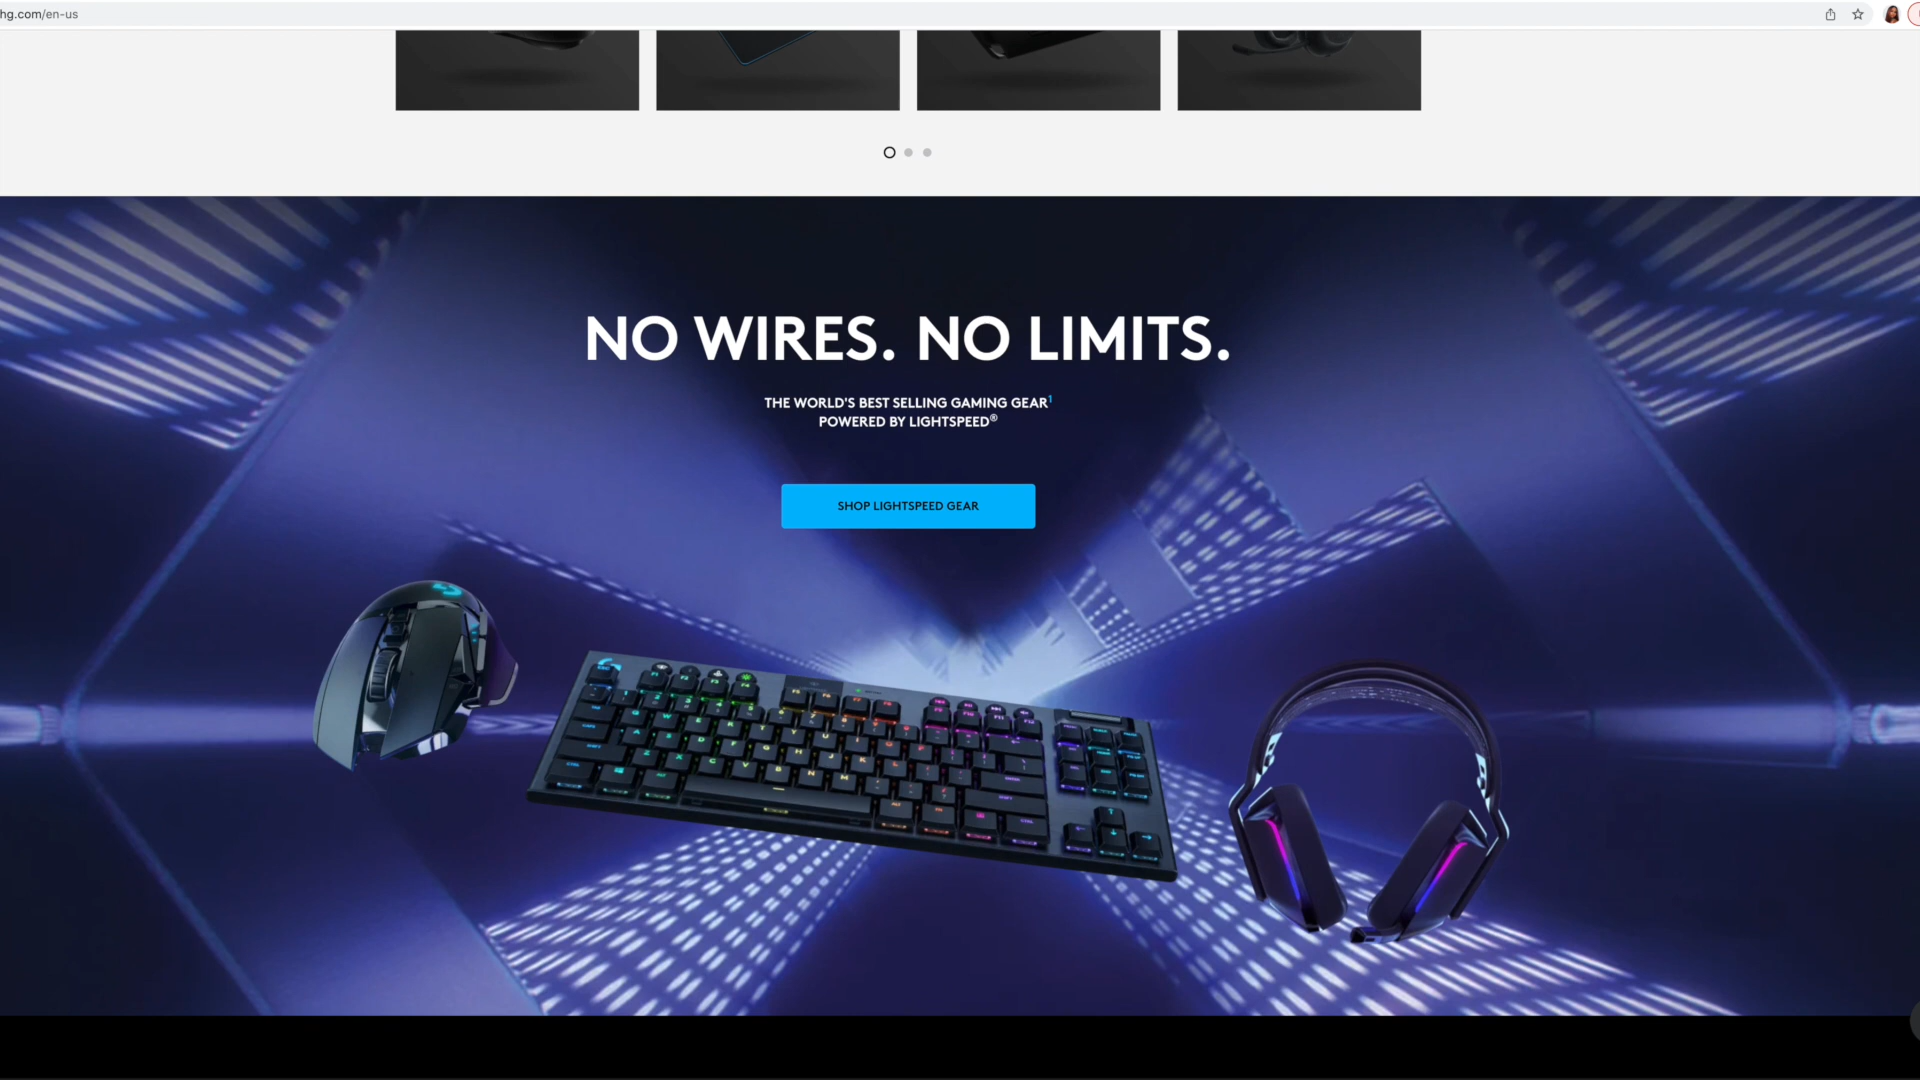 hg.com/en-us
NO WIRES. NO LIMITS.
THE WORLD'S BEST SELLING GAMING GEAR¹
POWERED BY LIGHTSPEED®
SHOP LIGHTSPEED GEAR